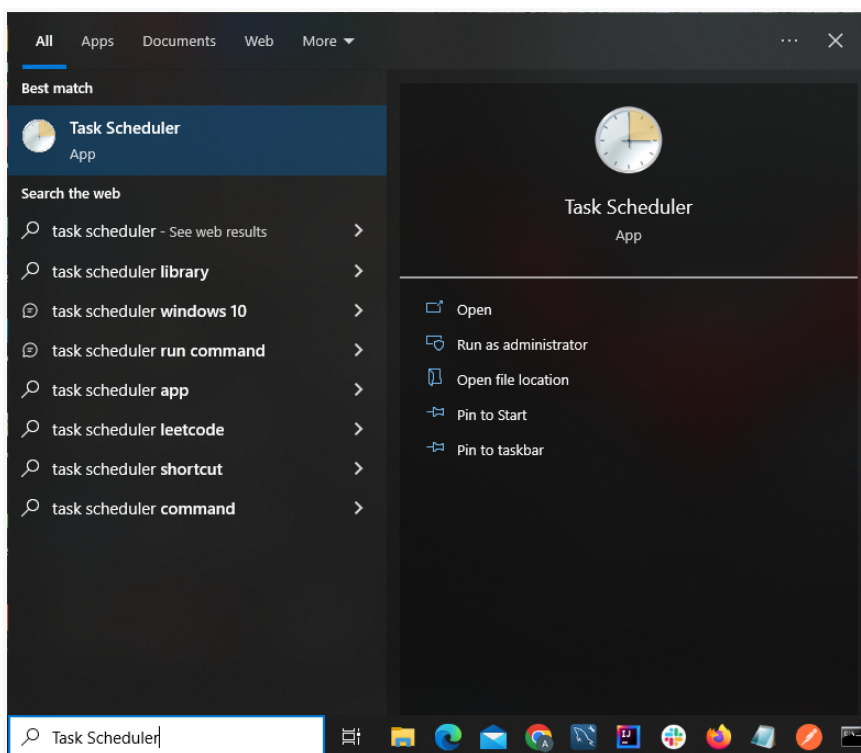 All Apps Documents Web More
Best match
Task Scheduler
App
Search the web
task scheduler - See web results
task scheduler library
task scheduler windows 10
task scheduler run command
task scheduler app
task scheduler leetcode
task scheduler shortcut
task scheduler command
Task Scheduler
App
Open
Run as administrator
Open file location
Pin to Start
Pin to taskbar
Task Scheduler